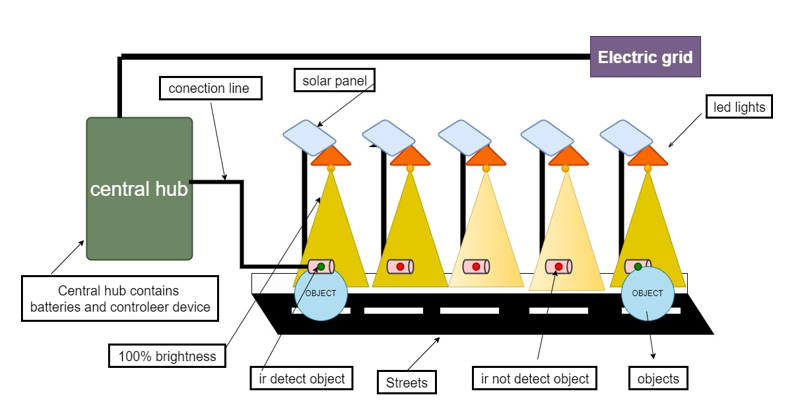 Electric grid
conection line
solar panel
led lights
central hub
Central hub contains
batteries and controleer device
OBJECT
OBJECT
100% brightness
ir detect object
Streets
ir not detect object
objects